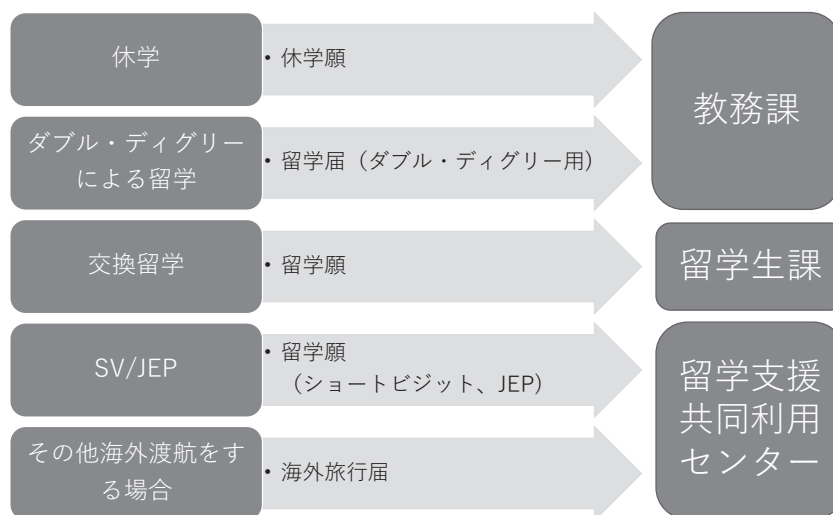 休学
・休学願
ダブル・ディグリー
による留学
・留学届（ダブル・ディグリー用）
教務課
交換留学
・留学願
留学生課
SV/JEP
・留学願
（ショートビジット、JEP）
その他海外渡航をす
る場合
・海外旅行届
留学支援
共同利用
センター